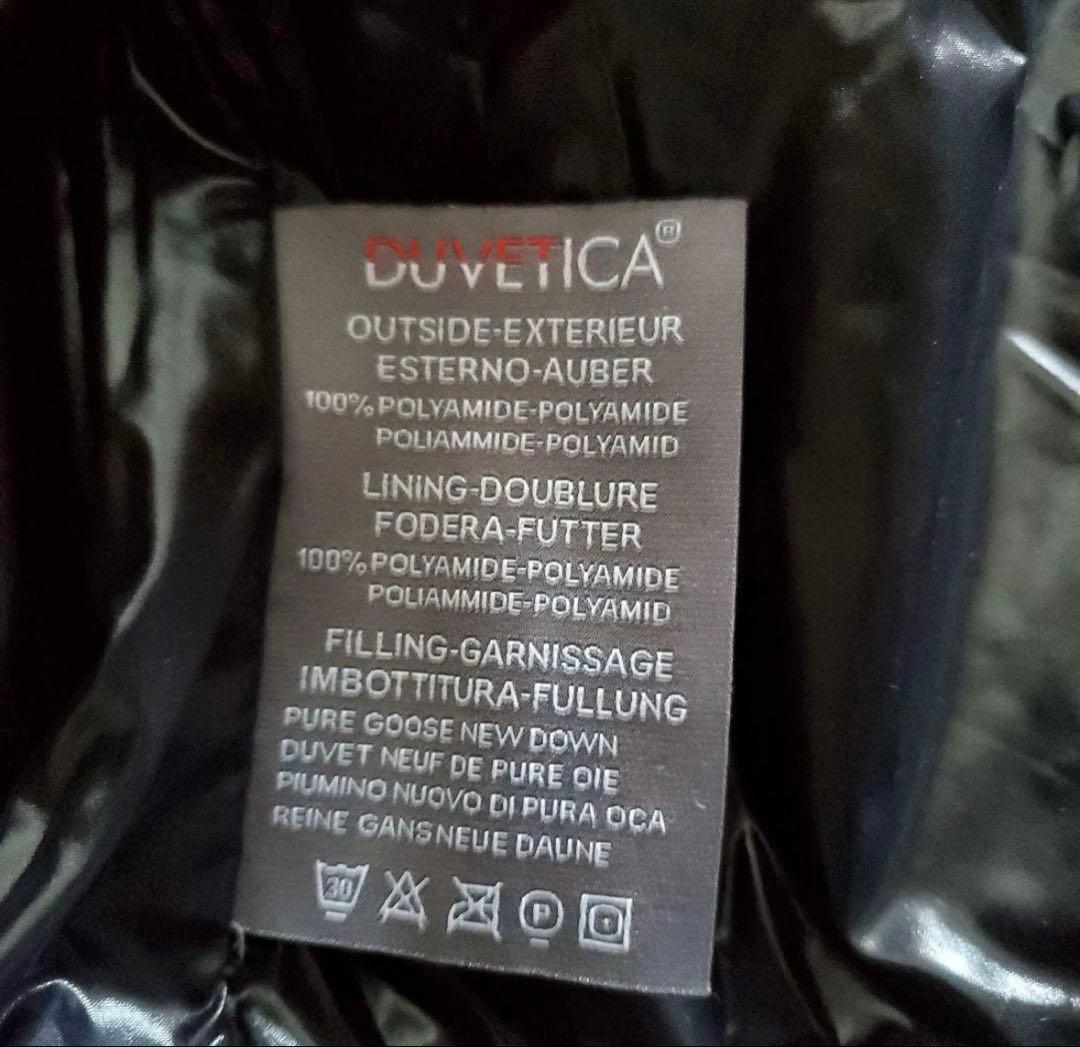 DUVETICA®
OUTSIDE-EXTERIEUR
ESTERNO-AUBER
100% POLYAMIDE-POLYAMIDE
POLIAMMIDE-POLYAMID
LINING-DOUBLURE
FODERA-FUTTER
100% POLYAMIDE-POLYAMIDE
POLIAMMIDE-POLYAMID
FILLING-GARNISSAGE
IMBOTTITURA-FULLUNG
PURE GOOSE NEW DOWN
DUVET NEUF DE PURE OIE
PIUMINO NUOVO DI PURA OCA
REINE GANS NEUE DAUNE
30 P 1